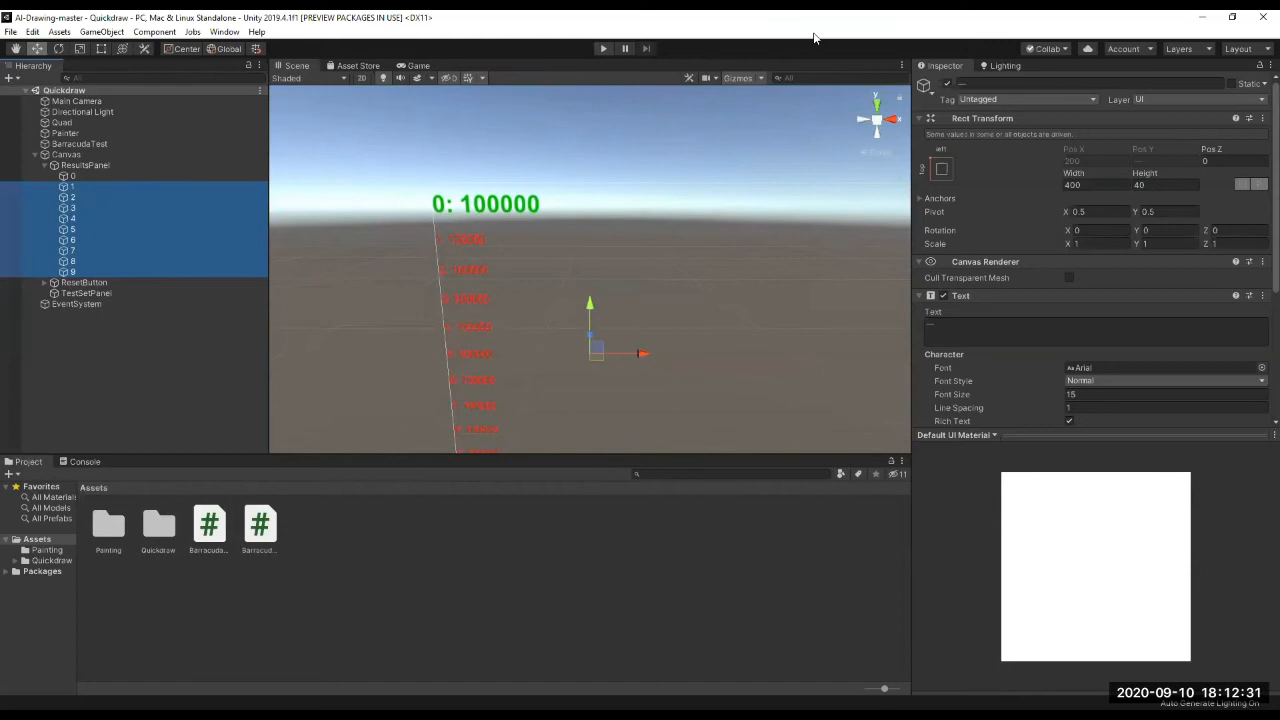 AI-Drawing-master - Quickdraw - PC, Mac & Linux Standalone - Unity 2019.4.1f1 [PREVIEW PACKAGES IN USE] <DX11>
File Edit Assets GameObject Component Jobs Window Help
Center Global Collab Account Layers Layout
Hierarchy
All
Quickdraw
Main Camera
Directional Light
Quad
Painter
BarracudaTest
Canvas
ResultsPanel
0
1
2
3
4
5
6
7
8
9
ResetButton
TestSetPanel
EventSystem
Scene Asset Store Game
Shaded 2D 0 Gizmos All
y
x
0: 100000
Inspector Lighting
— Static
Tag Untagged Layer UI
Rect Transform
Some values in some or all objects are driven.
left Pos X Pos Y Pos Z
top 200 — 0
Width Height
400 40
Anchors
Pivot X 0.5 Y 0.5
Rotation X 0 Y 0 Z 0
Scale X 1 Y 1 Z 1
Canvas Renderer
Cull Transparent Mesh
Text
Text
—
Character
Font Arial
Font Style Normal
Font Size 15
Line Spacing 1
Rich Text
Default UI Material
Project Console
11
Favorites
All Materials
All Models
All Prefabs
Assets
Painting
Quickdraw
Packages
Assets
Painting Quickdraw Barracuda... Barracud...
2020-09-10 18:12:31
Auto Generate Lighting On